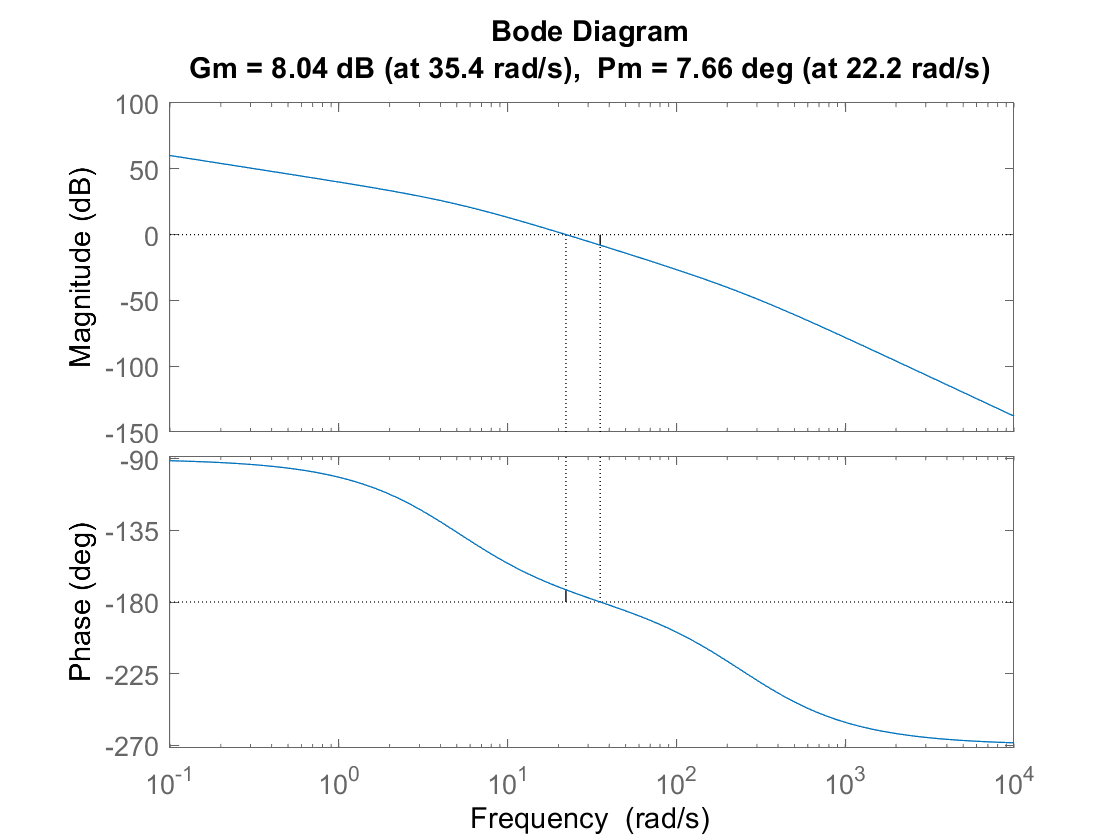 Bode Diagram
Gm = 8.04 dB (at 35.4 rad/s),  Pm = 7.66 deg (at 22.2 rad/s)
100
50
0
-50
-100
-150
Magnitude (dB)
-90
-135
-180
-225
-270
Phase (deg)
10^-1 10^0 10^1 10^2 10^3 10^4
Frequency  (rad/s)